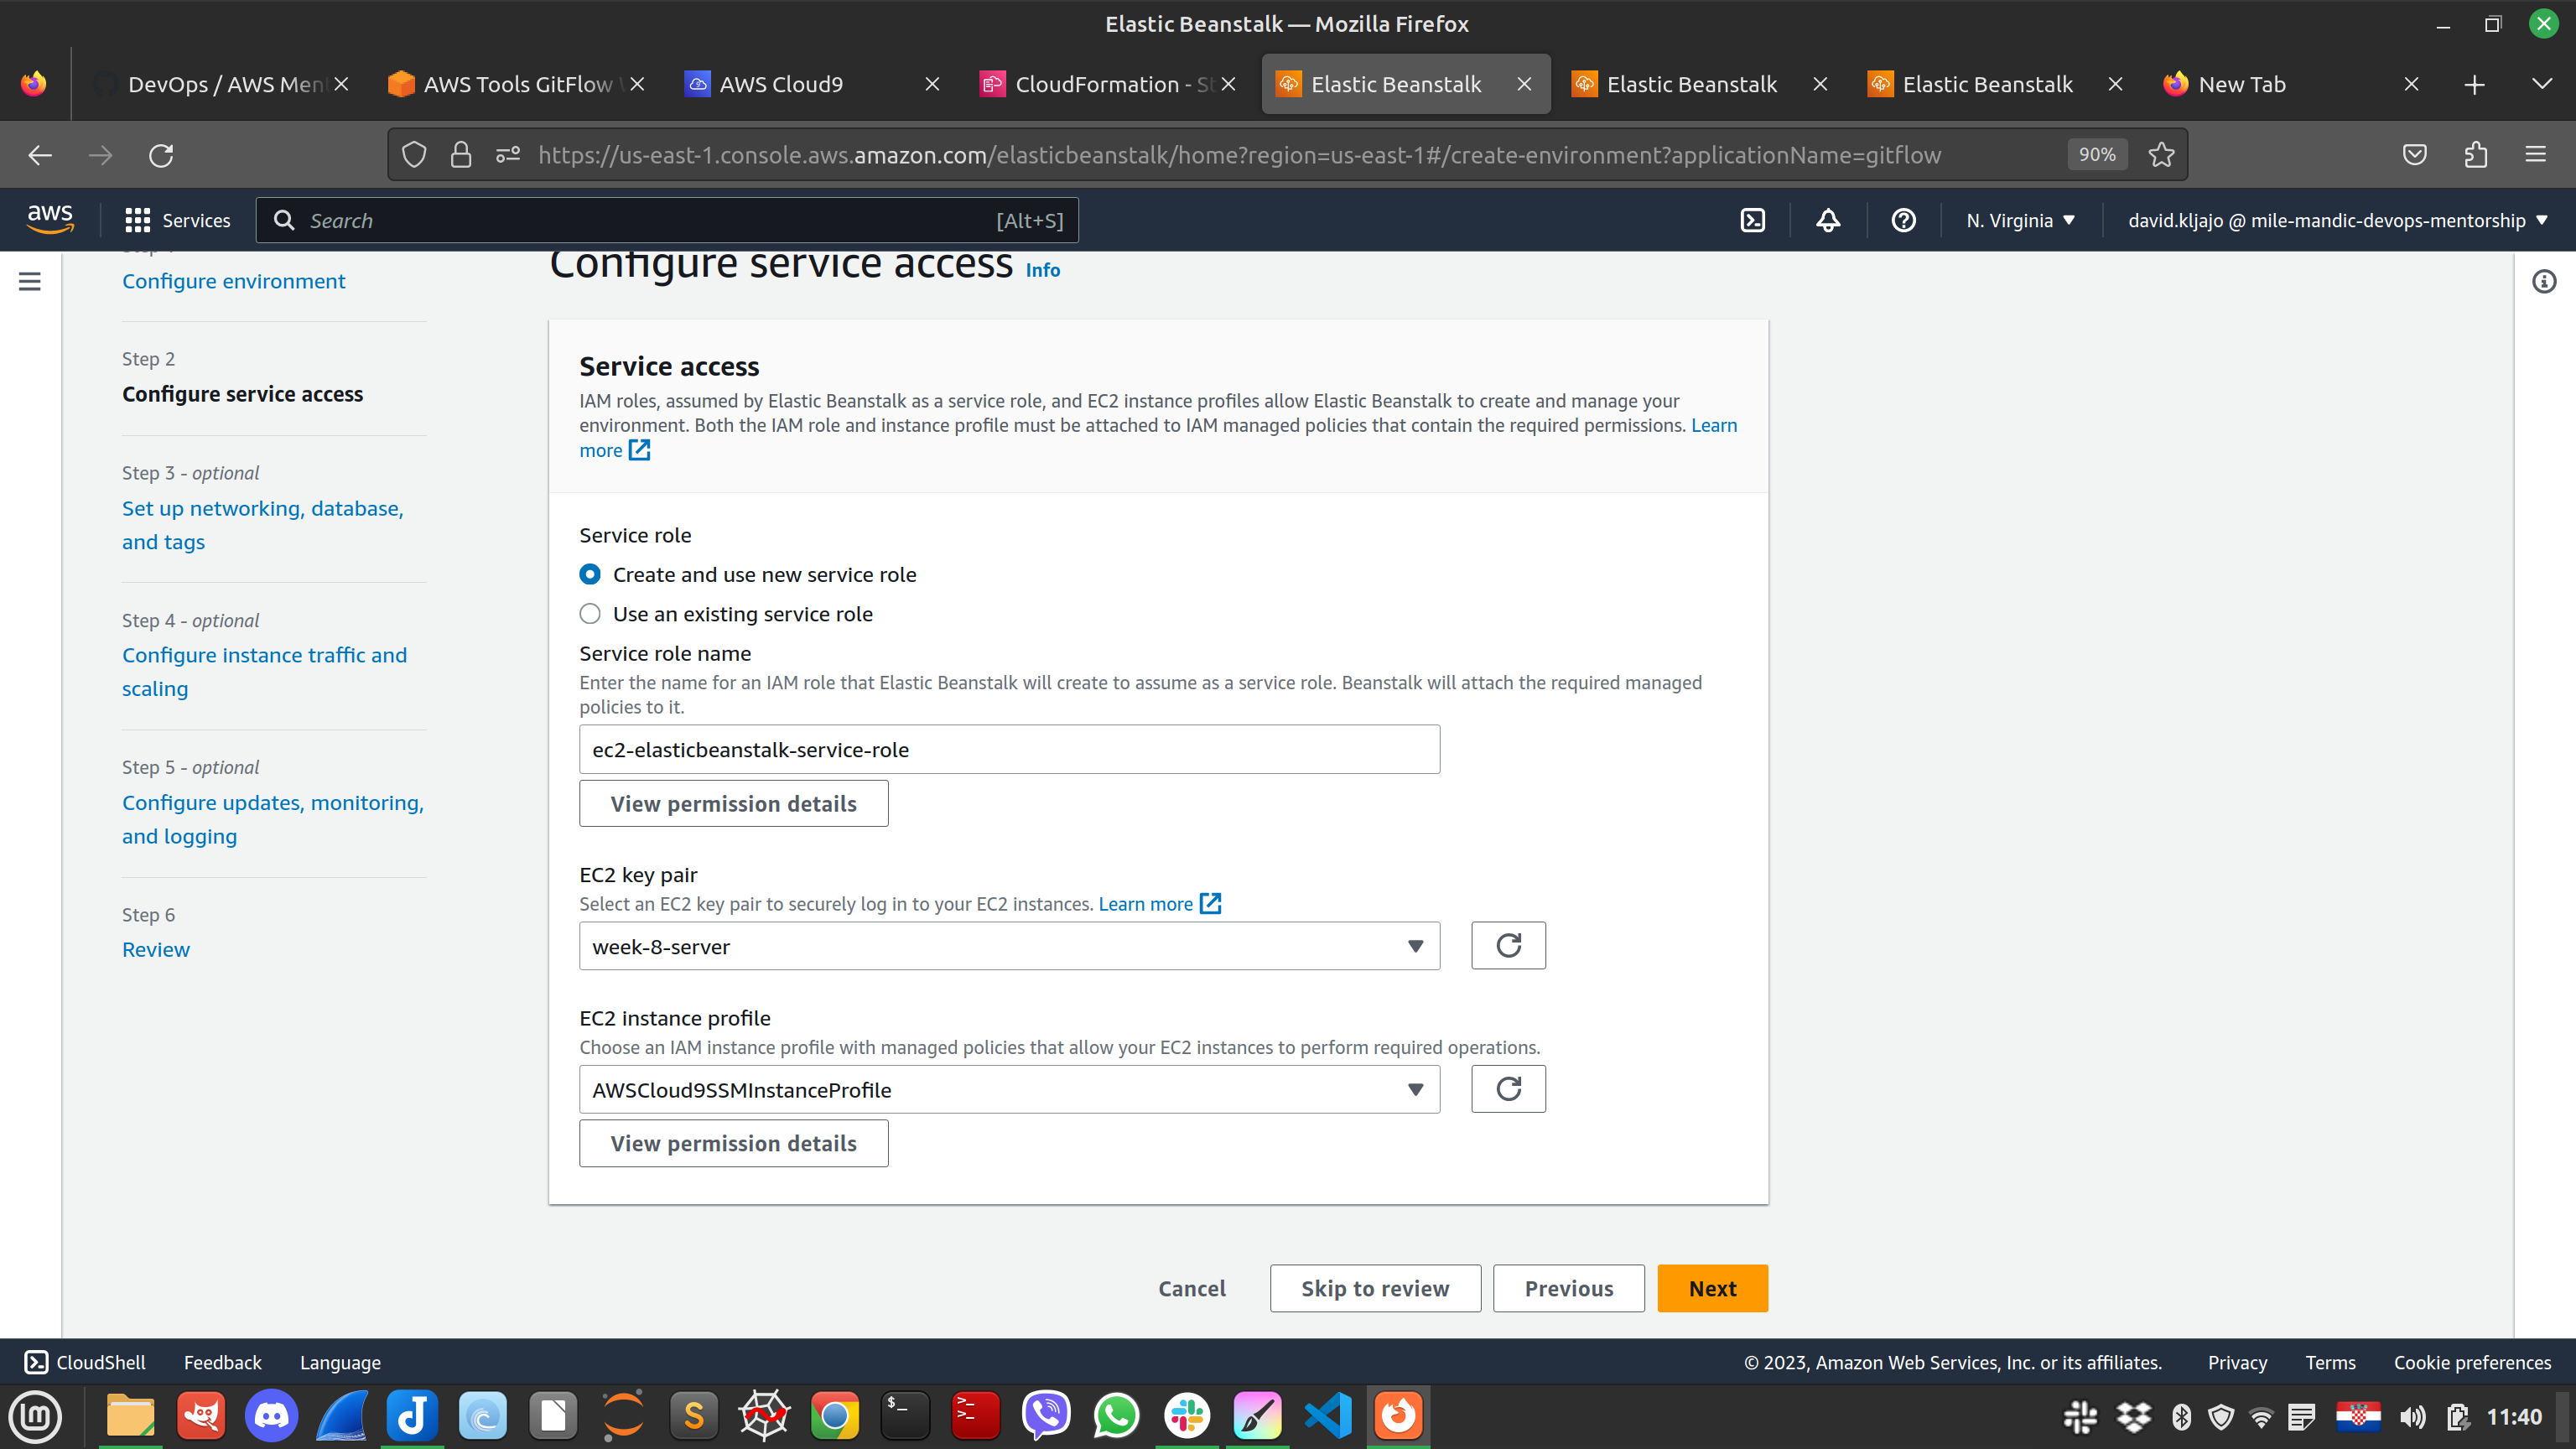 Elastic Beanstalk — Mozilla Firefox
DevOps / AWS Ment
AWS Tools GitFlow W
AWS Cloud9
CloudFormation - St
Elastic Beanstalk
Elastic Beanstalk
Elastic Beanstalk
New Tab
https://us-east-1.console.aws.amazon.com/elasticbeanstalk/home?region=us-east-1#/create-environment?applicationName=gitflow
90%
aws
Services
Search
[Alt+S]
N. Virginia
david.kljajo @ mile-mandic-devops-mentorship
Configure environment
Step 2
Configure service access
Step 3 - optional
Set up networking, database,
and tags
Step 4 - optional
Configure instance traffic and
scaling
Step 5 - optional
Configure updates, monitoring,
and logging
Step 6
Review
Configure service access Info
Service access
IAM roles, assumed by Elastic Beanstalk as a service role, and EC2 instance profiles allow Elastic Beanstalk to create and manage your
environment. Both the IAM role and instance profile must be attached to IAM managed policies that contain the required permissions. Learn
more
Service role
Create and use new service role
Use an existing service role
Service role name
Enter the name for an IAM role that Elastic Beanstalk will create to assume as a service role. Beanstalk will attach the required managed
policies to it.
ec2-elasticbeanstalk-service-role
View permission details
EC2 key pair
Select an EC2 key pair to securely log in to your EC2 instances. Learn more
week-8-server
EC2 instance profile
Choose an IAM instance profile with managed policies that allow your EC2 instances to perform required operations.
AWSCloud9SSMInstanceProfile
View permission details
Cancel
Skip to review
Previous
Next
CloudShell
Feedback
Language
© 2023, Amazon Web Services, Inc. or its affiliates.
Privacy
Terms
Cookie preferences
11:40